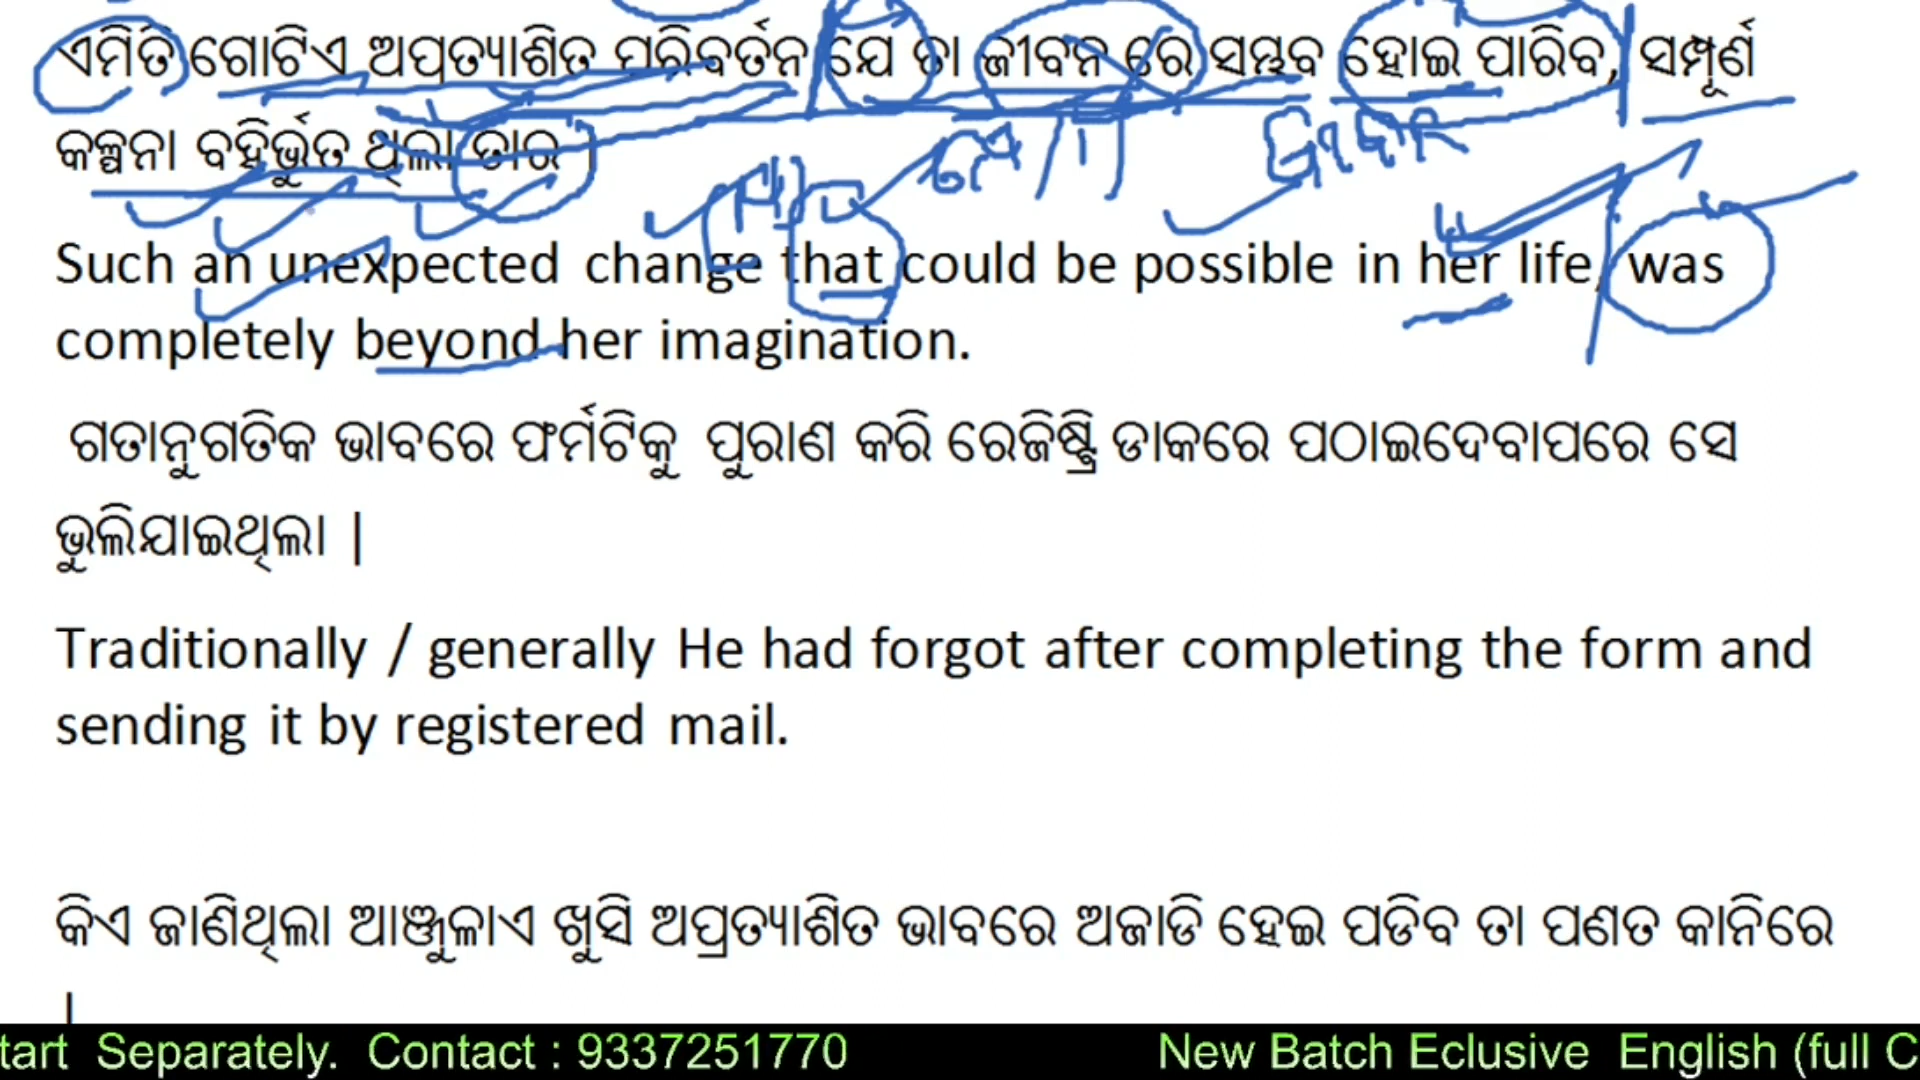 ଏମିତି ଗୋଟିଏ ଅପ୍ରତ୍ୟାଶିତ ପରିବର୍ତନ ଯେ ତା ଜୀବନ ରେ ସମ୍ଭବ ହୋଇ ପାରିବ, ସମ୍ପୂର୍ଣ
କଳ୍ପନା ବହିର୍ଭୁତ ଥିଲା ତାର |
Such an unexpected change that could be possible in her life, was
completely beyond her imagination.
ଗତାନୁଗତିକ ଭାବରେ ଫର୍ମଟିକୁ ପୁରାଣ କରି ରେଜିଷ୍ଟ୍ରି ଡାକରେ ପଠାଇଦେବାପରେ ସେ
ଭୁଲିଯାଇଥିଲା |
Traditionally / generally He had forgot after completing the form and
sending it by registered mail.
କିଏ ଜାଣିଥିଲା ଆଞ୍ଜୁଳାଏ ଖୁସି ଅପ୍ରତ୍ୟାଶିତ ଭାବରେ ଅଜାଡି ହେଇ ପଡିବ ତା ପଣତ କାନିରେ
|
tart Separately. Contact : 9337251770 New Batch Eclusive English (full C